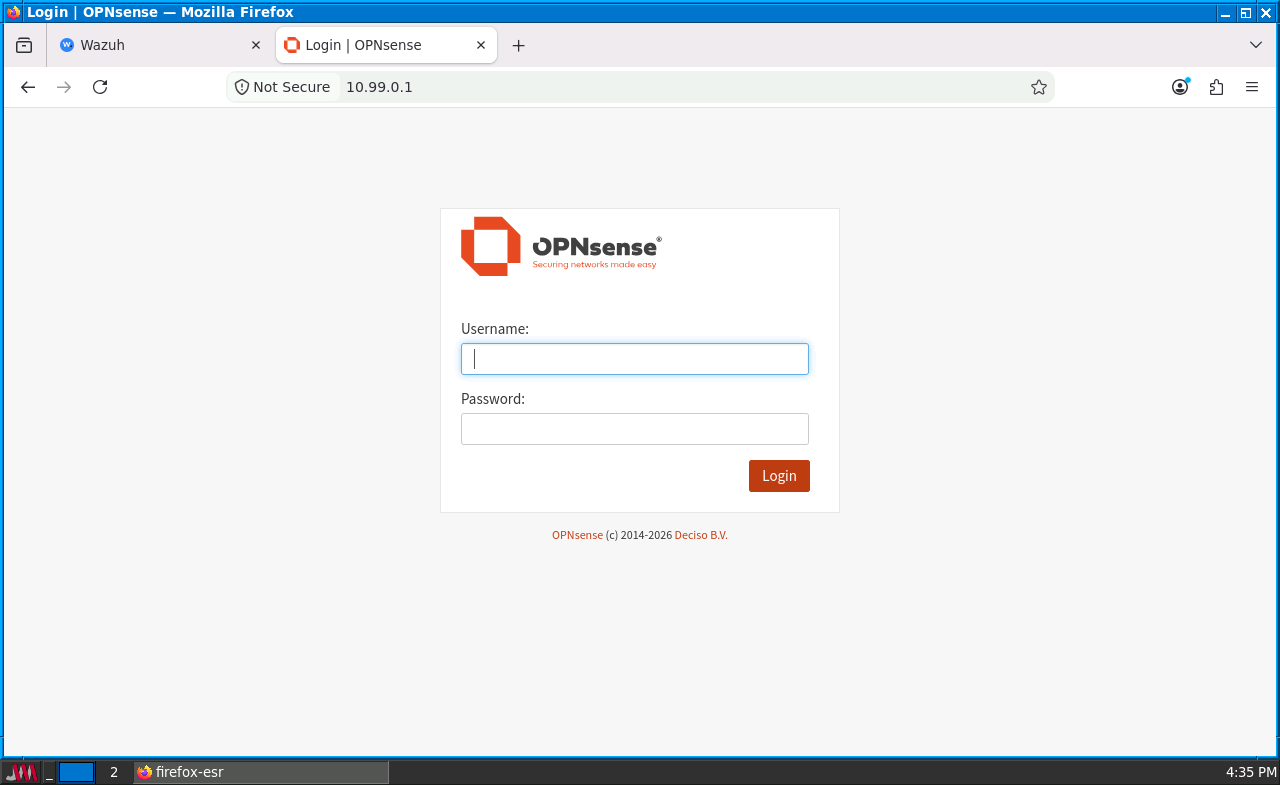 Login | OPNsense — Mozilla Firefox
Wazuh
Login | OPNsense
Not Secure
10.99.0.1
OPNsense®
Securing networks made easy
Username:
Password:
Login
OPNsense (c) 2014-2026 Deciso B.V.
2
firefox-esr
4:35 PM